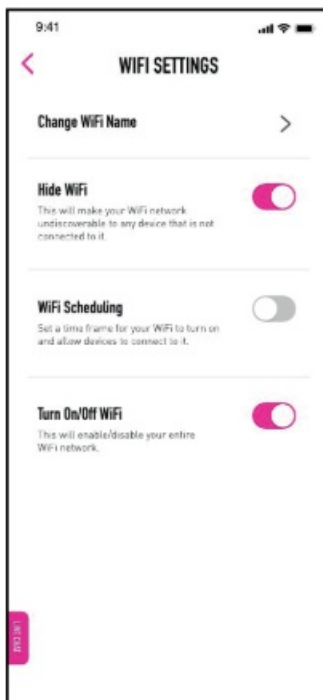 9:41
WIFI SETTINGS
Change WiFi Name
Hide WiFi
This will make your WiFi network
undiscoverable to any device that is not
connected to it.
WiFi Scheduling
Set a time frame for your WiFi to turn on
and allow devices to connect to it.
Turn On/Off WiFi
This will enable/disable your entire
WiFi network.